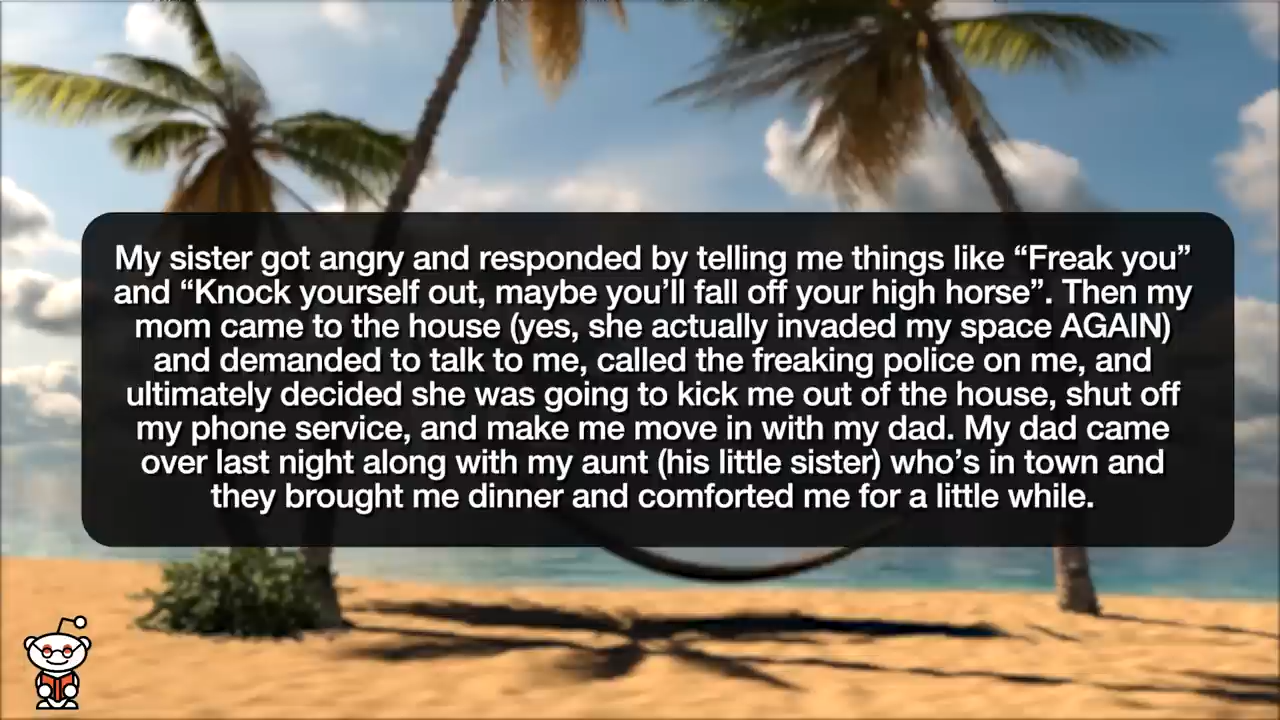 My sister got angry and responded by telling me things like “Freak you”
and “Knock yourself out, maybe you’ll fall off your high horse”. Then my
mom came to the house (yes, she actually invaded my space AGAIN)
and demanded to talk to me, called the freaking police on me, and
ultimately decided she was going to kick me out of the house, shut off
my phone service, and make me move in with my dad. My dad came
over last night along with my aunt (his little sister) who’s in town and
they brought me dinner and comforted me for a little while.